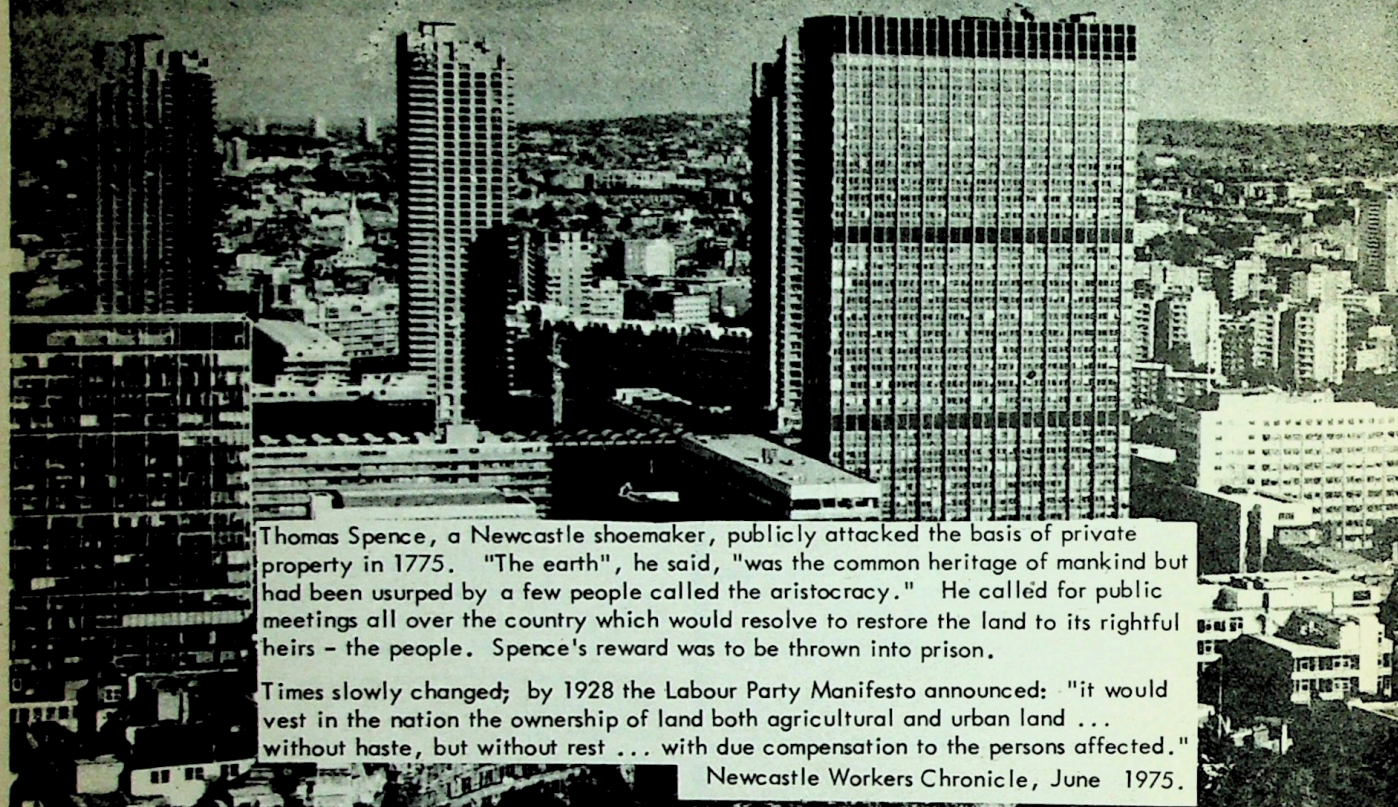 Thomas Spence, a Newcastle shoemaker, publicly attacked the basis of private
property in 1775. "The earth", he said, "was the common heritage of mankind but
had been usurped by a few people called the aristocracy." He called for public
meetings all over the country which would resolve to restore the land to its rightful
heirs - the people. Spence's reward was to be thrown into prison.
Times slowly changed; by 1928 the Labour Party Manifesto announced: "it would
vest in the nation the ownership of land both agricultural and urban land ...
without haste, but without rest ... with due compensation to the persons affected."
Newcastle Workers Chronicle, June 1975.